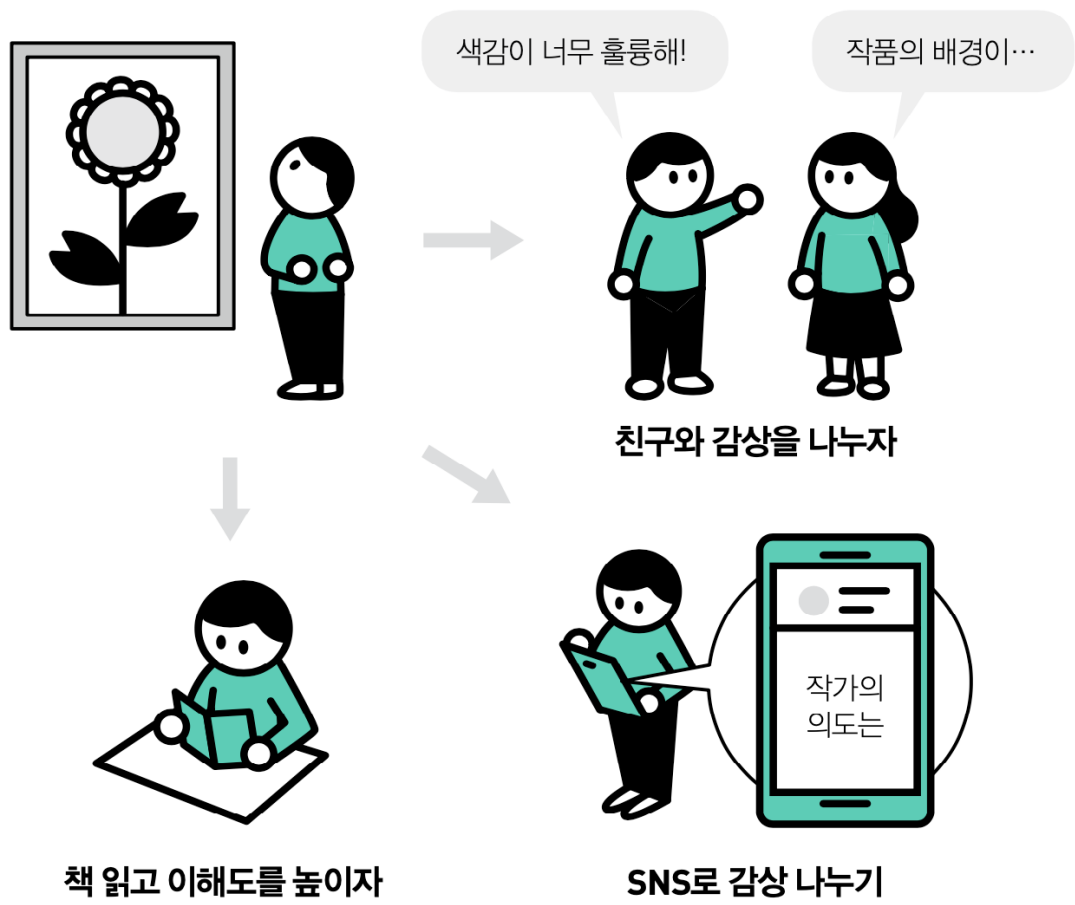 색감이 너무 훌륭해!
작품의 배경이…
친구와 감상을 나누자
작가의
의도는
책 읽고 이해도를 높이자
SNS로 감상 나누기